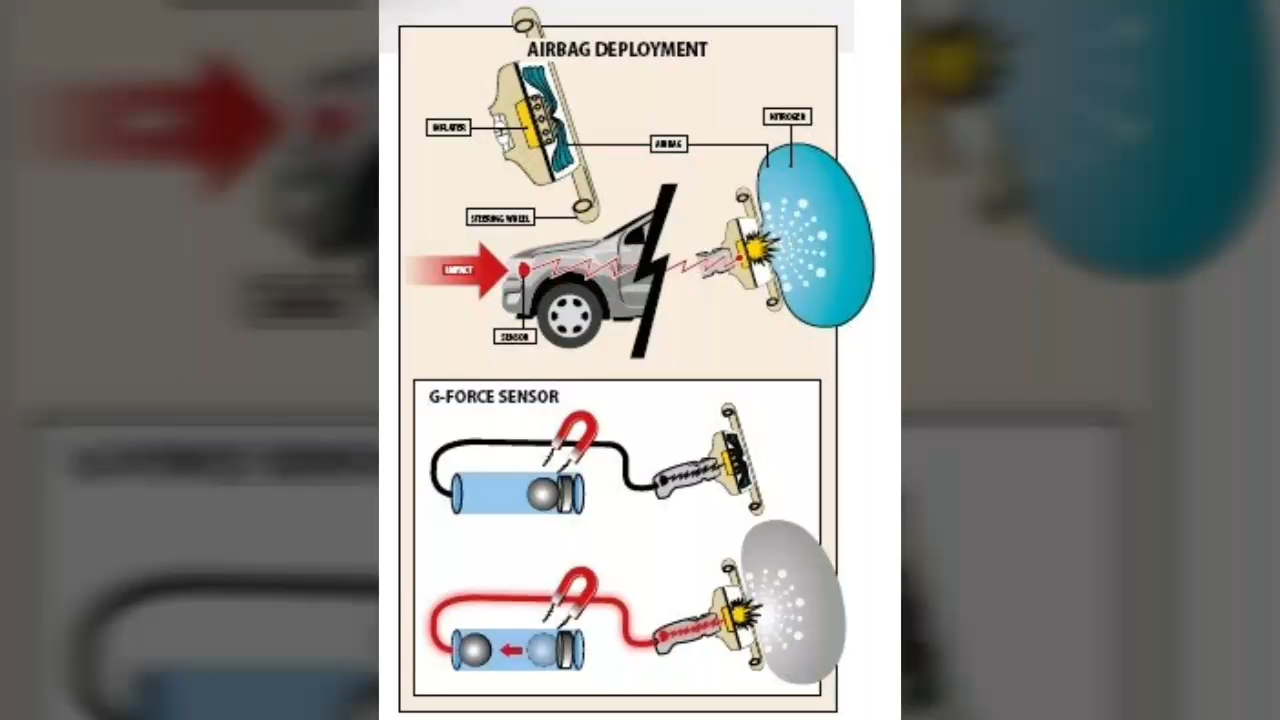 AIRBAG DEPLOYMENT
NITROGEN
INFLATER
AIRBAG
STEERING WHEEL
IMPACT
SENSOR
G-FORCE SENSOR